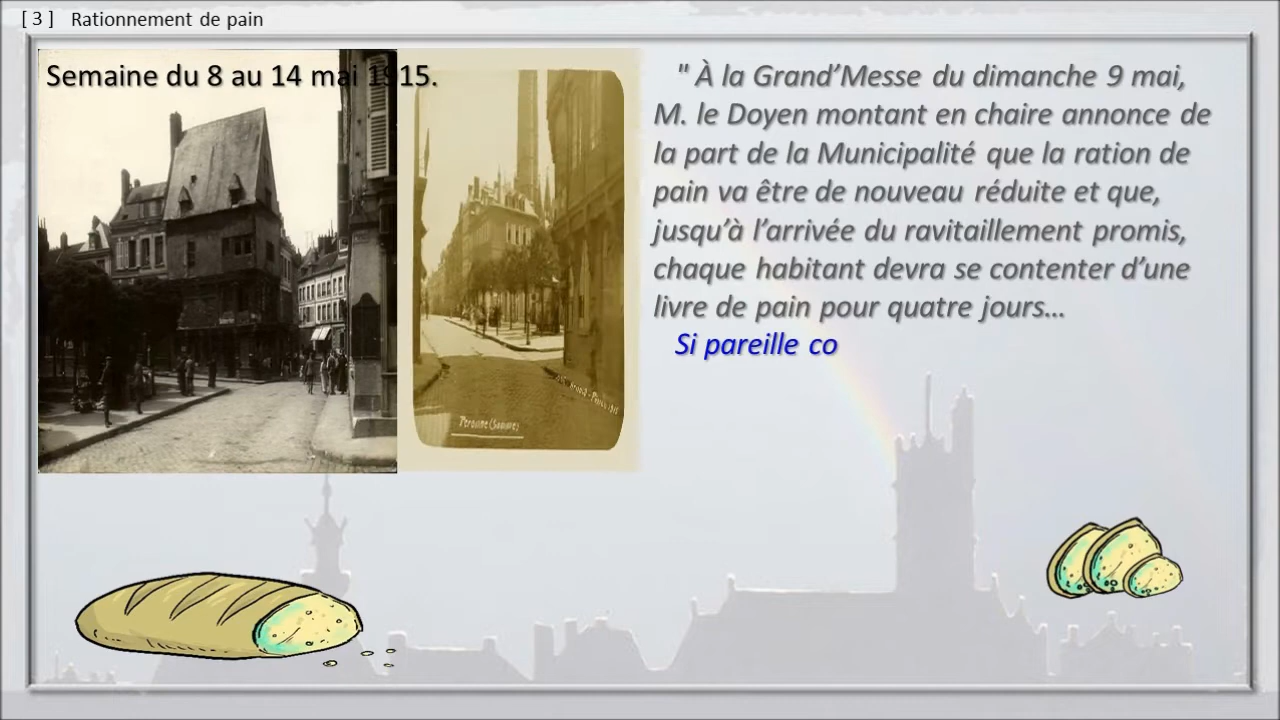 [ 3 ] Rationnement de pain
Semaine du 8 au 14 mai 1915.
" À la Grand’Messe du dimanche 9 mai,
M. le Doyen montant en chaire annonce de
la part de la Municipalité que la ration de
pain va être de nouveau réduite et que,
jusqu’à l’arrivée du ravitaillement promis,
chaque habitant devra se contenter d’une
livre de pain pour quatre jours…
Si pareille co
Peronne (Somme)